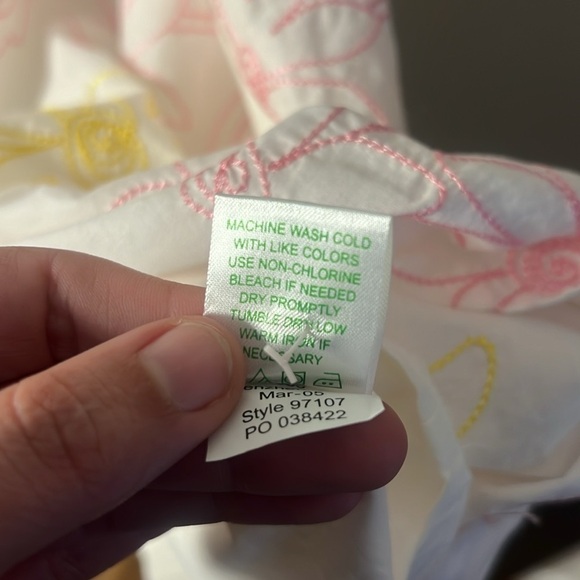 MACHINE WASH COLD
WITH LIKE COLORS
USE NON-CHLORINE
BLEACH IF NEEDED
DRY PROMPTLY
TUMBLE DRY LOW
WARM IRON IF
NECESSARY
Mar-05
Style 97107
PO 038422